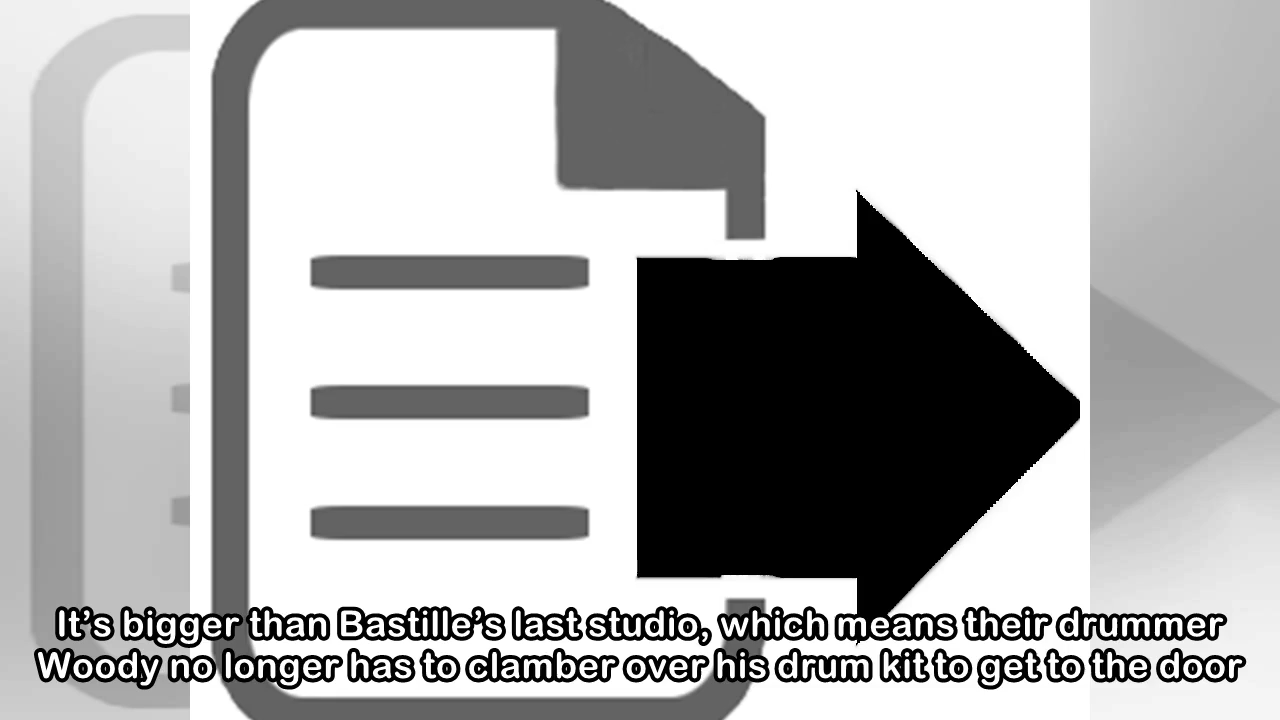 It’s bigger than Bastille’s last studio, which means their drummer
Woody no longer has to clamber over his drum kit to get to the door